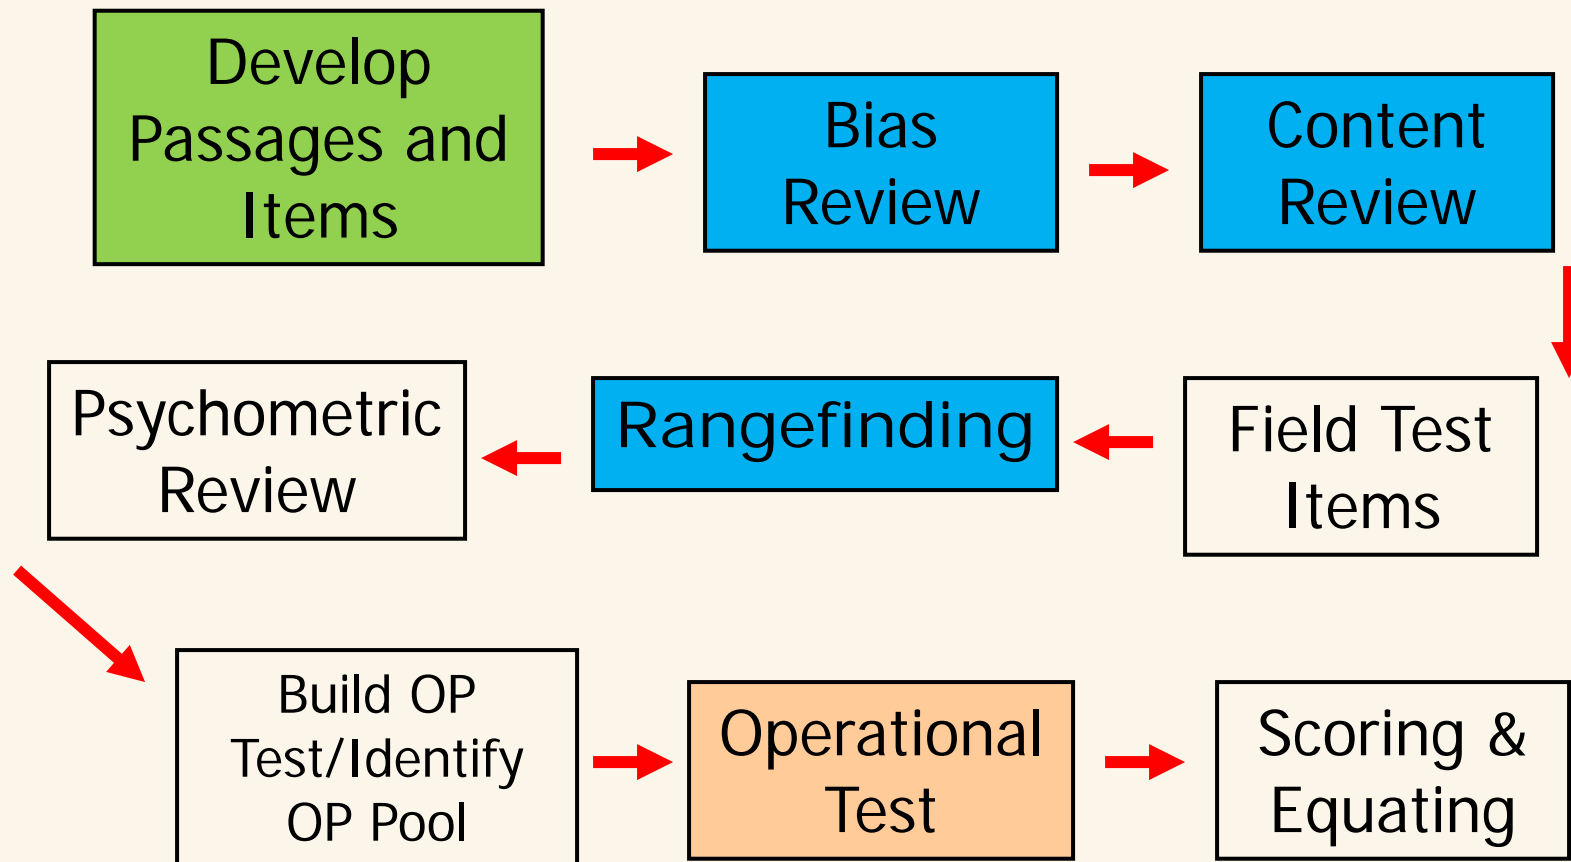 Develop
Passages and
Items
Bias
Review
Content
Review
Psychometric
Review
Rangefinding
Field Test
Items
Build OP
Test/Identify
OP Pool
Operational
Test
Scoring &
Equating